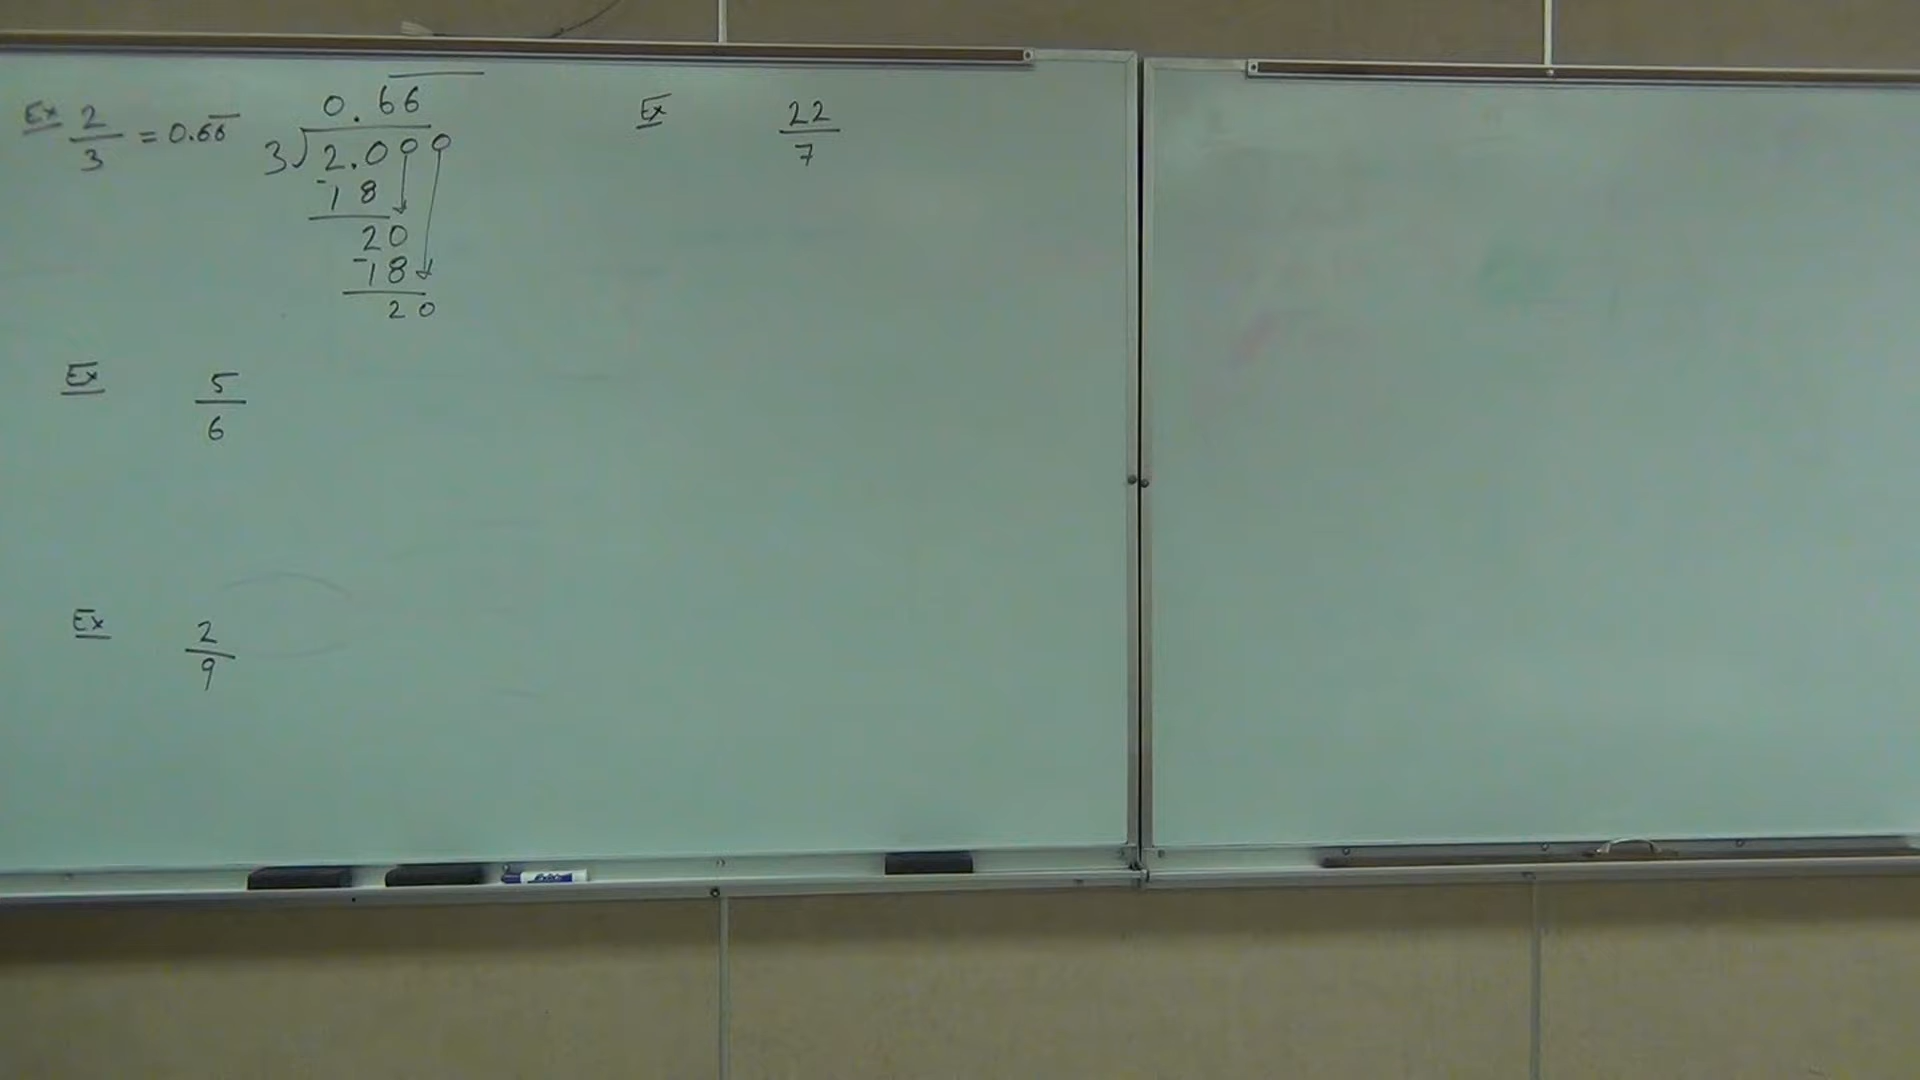 Ex 2/3 = 0.66
0.66
3 2.000
-18
20
-18
20
Ex 5/6
Ex 2/9
Ex 22/7